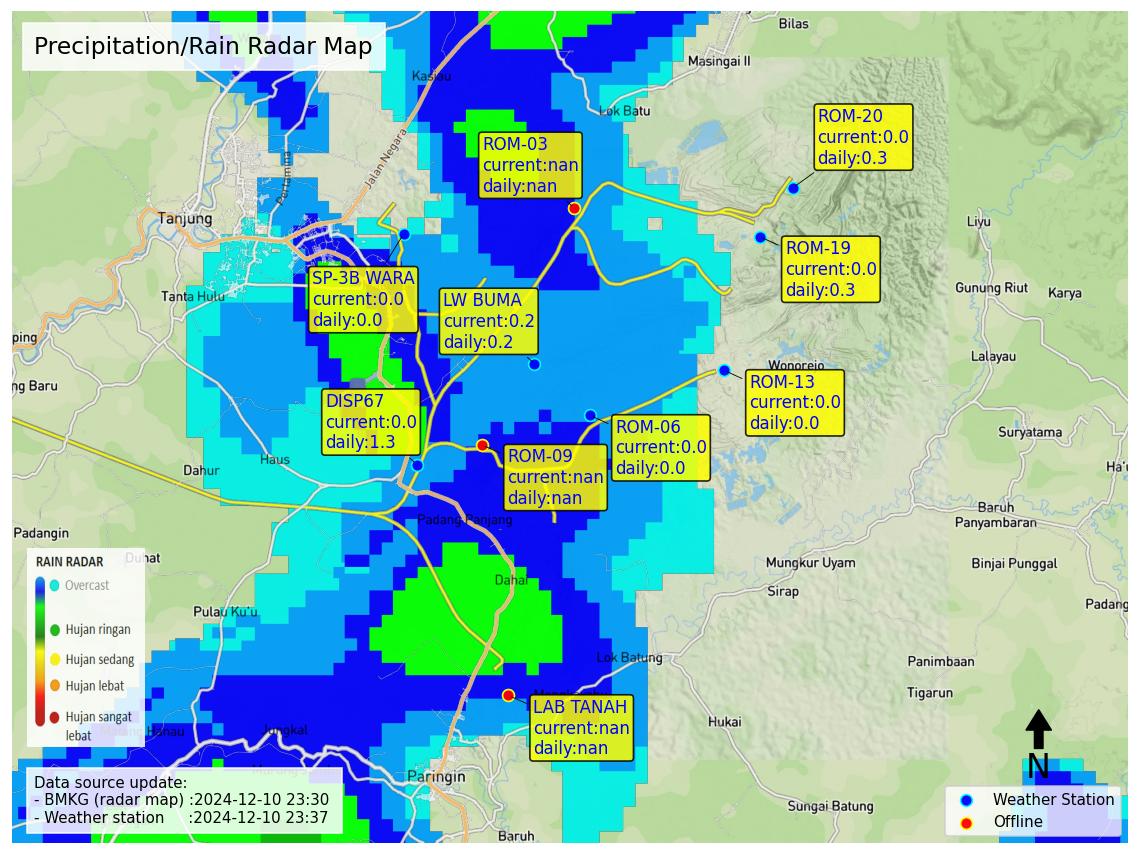 Precipitation/Rain Radar Map
Bilas
Masingai II
Kasiau
Lok Batu
Jalan Negara
Pertamina
Tanjung
Tanta Hulu
ROM-20
current:0.0
daily:0.3
ROM-03
current:nan
daily:nan
ROM-19
current:0.0
daily:0.3
Liyu
Gunung Riut
Karya
Lalayau
SP-3B WARA
current:0.0
daily:0.0
LW BUMA
current:0.2
daily:0.2
Wonorejo
ROM-13
current:0.0
daily:0.0
ping
ng Baru
DISP67
current:0.0
daily:1.3
ROM-06
current:0.0
daily:0.0
ROM-09
current:nan
daily:nan
Suryatama
Ha'u
Haus
Dahur
Padang Panjang
Baruh
Panyambaran
Padangin
Duhat
Mungkur Uyam
Binjai Punggal
Sirap
Dahai
Padang
Pulau Ku'u
Lok Batung
Panimbaan
Tigarun
Hukai
RAIN RADAR
Overcast
Hujan ringan
Hujan sedang
Hujan lebat
Hujan sangat
lebat
Hanau
Jungkal
LAB TANAH
current:nan
daily:nan
Paringin
Sungai Batung
Baruh
Data source update:
- BMKG (radar map) :2024-12-10 23:30
- Weather station :2024-12-10 23:37
N
Weather Station
Offline